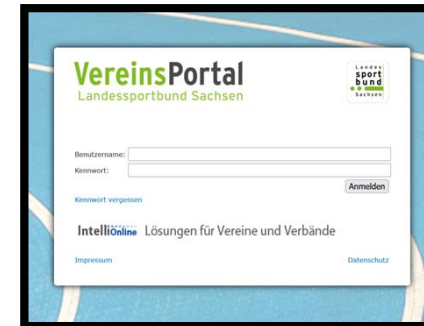 VereinsPortal
Landessportbund Sachsen
Landes
sport
bund
Sachsen
Benutzername:
Kennwort:
Anmelden
Kennwort vergessen
IntelliOnline Lösungen für Vereine und Verbände
Impressum
Datenschutz